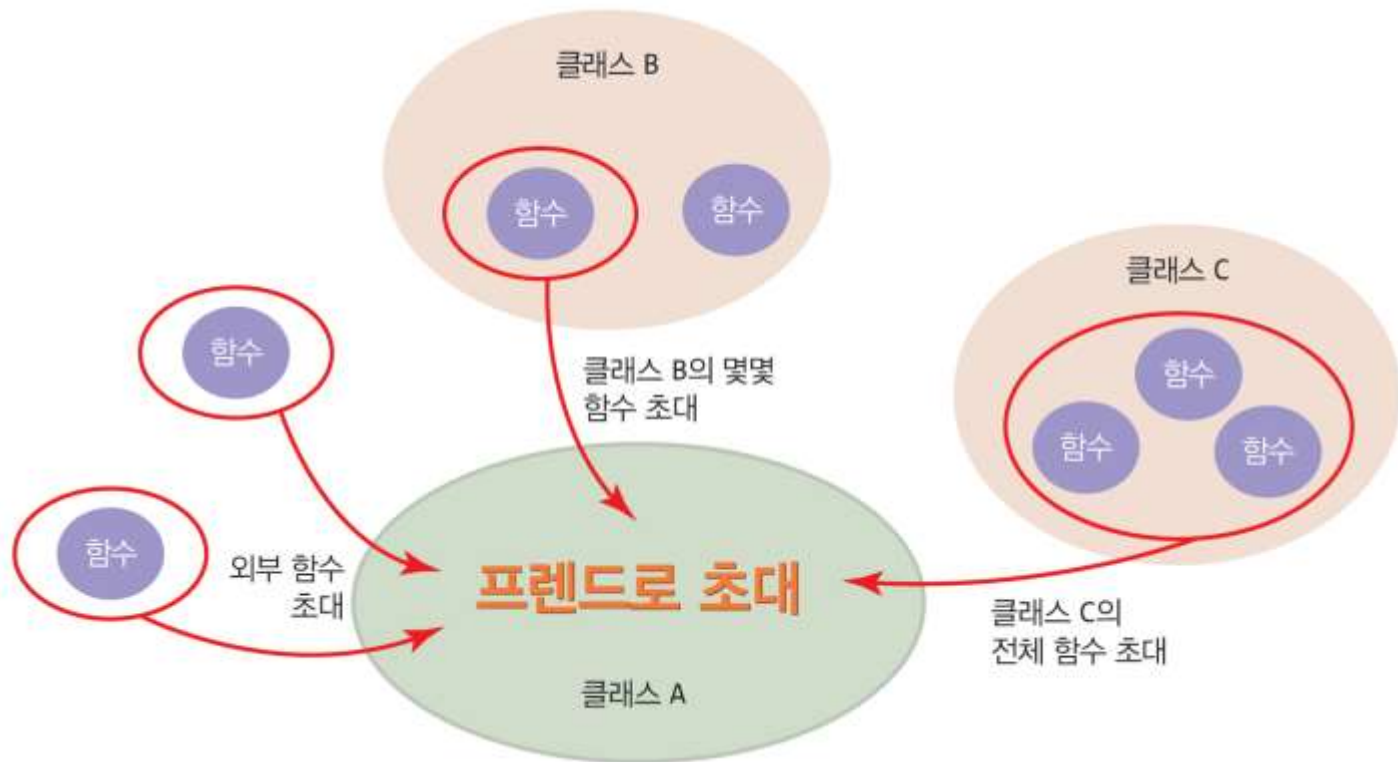 클래스 B
함수
함수
클래스 C
함수
함수
함수
함수
클래스 B의 몇몇
함수 초대
함수
외부 함수
초대
프렌드로 초대
클래스 C의
전체 함수 초대
클래스 A